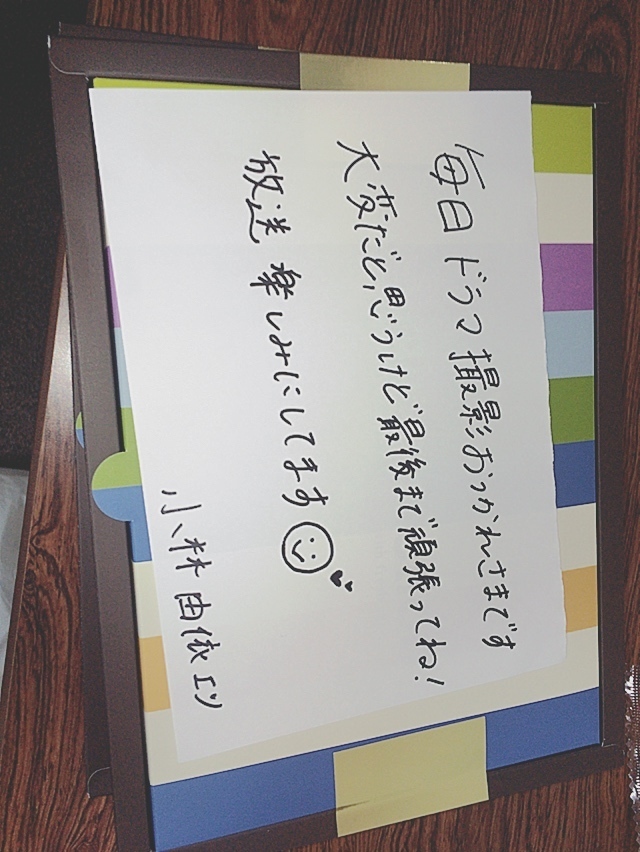 毎日ドラマ撮影おつかれさまです
大変だと思うけど最後まで頑張ってね!
放送楽しみにしてます
小林由依より